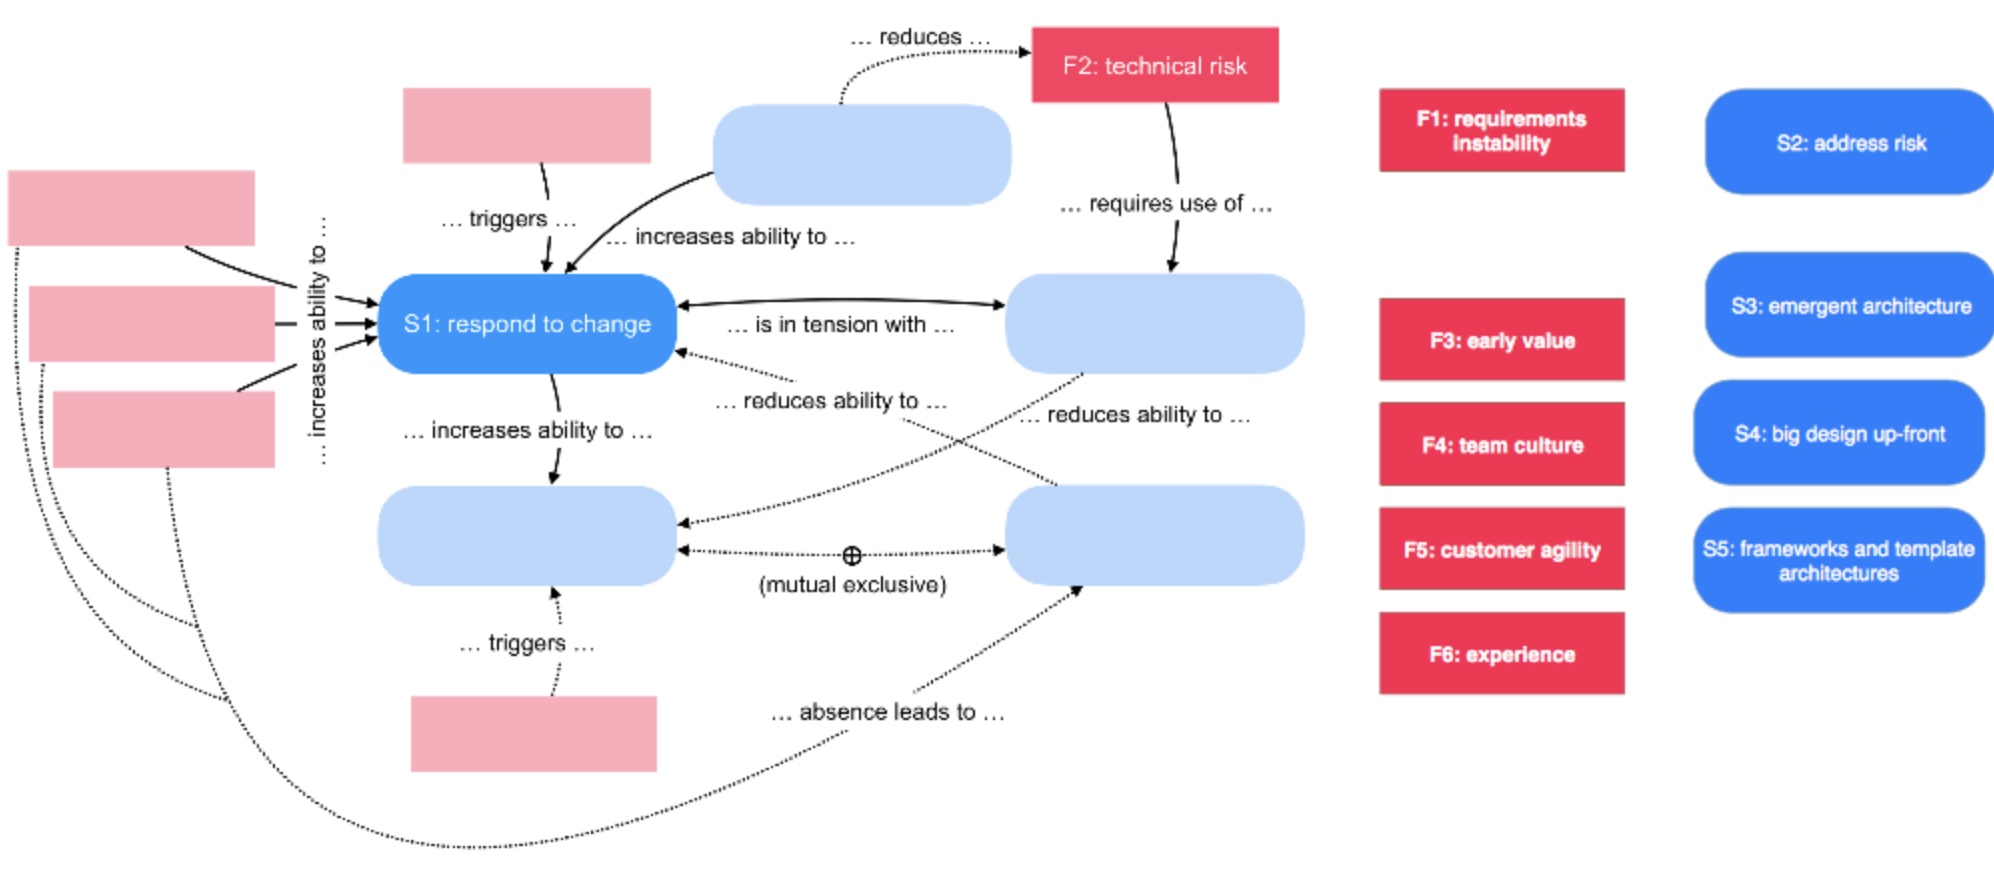 … reduces …
F2: technical risk
F1: requirements
instability
S2: address risk
… triggers …
… requires use of …
… increases ability to …
… increases ability to …
S1: respond to change
… is in tension with …
S3: emergent architecture
F3: early value
… reduces ability to …
… reduces ability to …
… increases ability to …
F4: team culture
S4: big design up-front
(mutual exclusive)
F5: customer agility
S5: frameworks and template
architectures
… triggers …
F6: experience
… absence leads to …